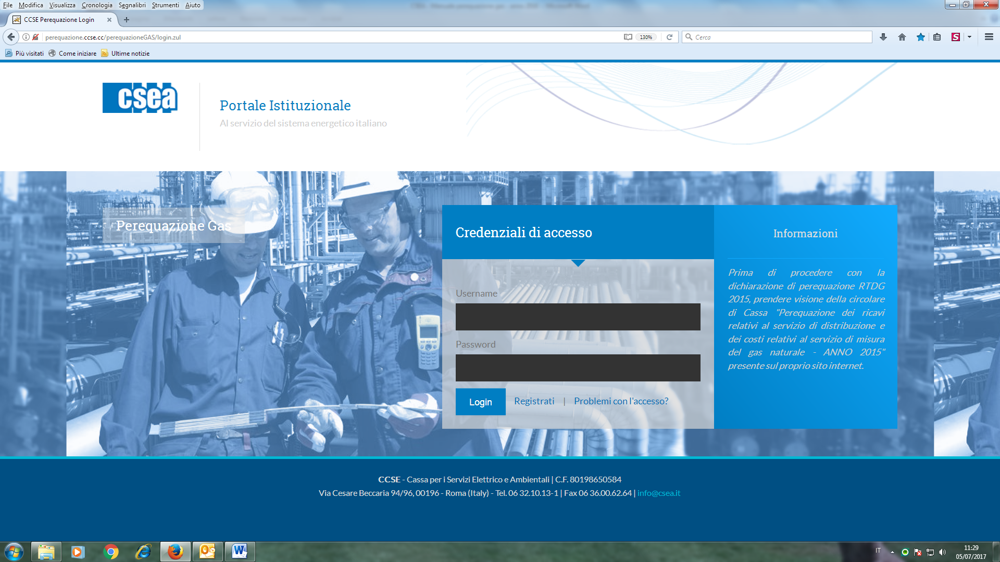 File Modifica Visualizza Cronologia Segnalibri Strumenti Aiuto
CCSE Perequazione Login
perequazione.ccse.cc/perequazioneGAS/login.zul
130%
Cerca
Più visitati Come iniziare Ultime notizie
csea
Portale Istituzionale
Al servizio del sistema energetico italiano
Perequazione Gas
Credenziali di accesso
Username
Password
Login Registrati | Problemi con l'accesso?
Informazioni
Prima di procedere con la
dichiarazione di perequazione RTDG
2015, prendere visione della circolare
di Cassa "Perequazione dei ricavi
relativi al servizio di distribuzione e
dei costi relativi al servizio di misura
del gas naturale - ANNO 2015"
presente sul proprio sito internet.
CCSE - Cassa per i Servizi Elettrico e Ambientali | C.F. 80198650584
Via Cesare Beccaria 94/96, 00196 - Roma (Italy) - Tel. 06 32.10.13-1 | Fax 06 36.00.62.64 | info@csea.it
IT
11:29
05/07/2017